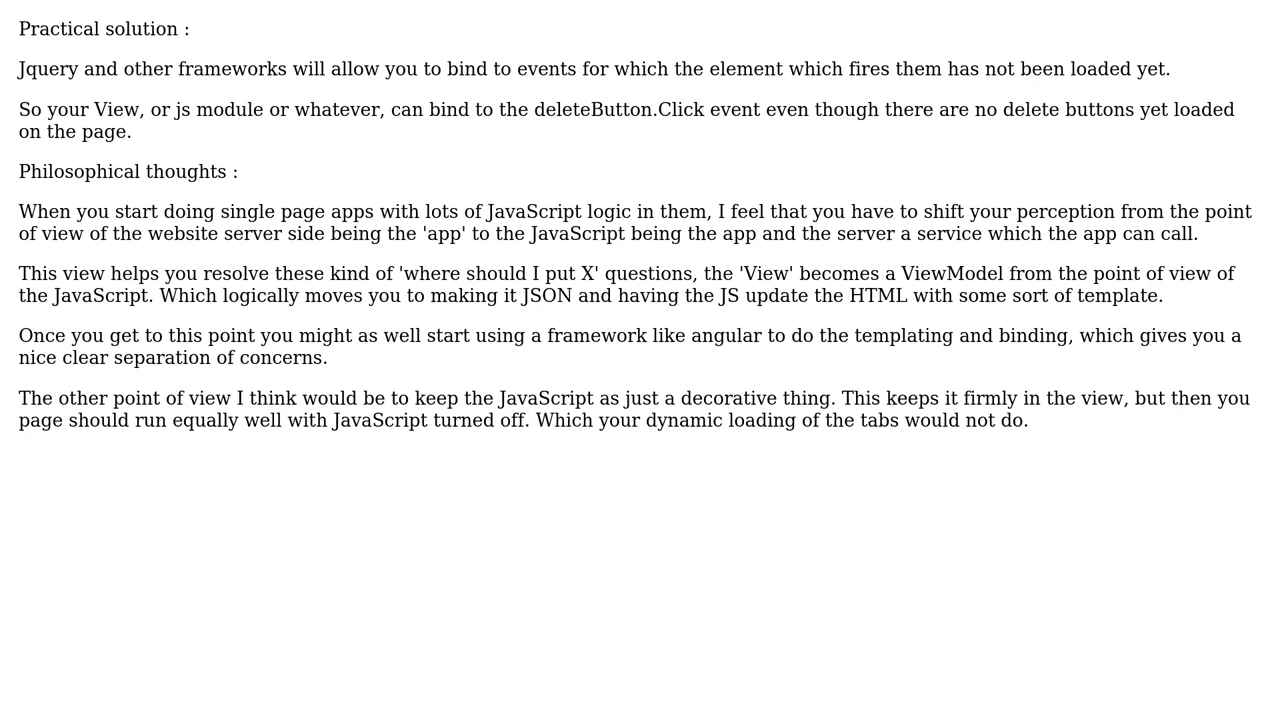 Practical solution :
Jquery and other frameworks will allow you to bind to events for which the element which fires them has not been loaded yet.
So your View, or js module or whatever, can bind to the deleteButton.Click event even though there are no delete buttons yet loaded
on the page.
Philosophical thoughts :
When you start doing single page apps with lots of JavaScript logic in them, I feel that you have to shift your perception from the point
of view of the website server side being the 'app' to the JavaScript being the app and the server a service which the app can call.
This view helps you resolve these kind of 'where should I put X' questions, the 'View' becomes a ViewModel from the point of view of
the JavaScript. Which logically moves you to making it JSON and having the JS update the HTML with some sort of template.
Once you get to this point you might as well start using a framework like angular to do the templating and binding, which gives you a
nice clear separation of concerns.
The other point of view I think would be to keep the JavaScript as just a decorative thing. This keeps it firmly in the view, but then you
page should run equally well with JavaScript turned off. Which your dynamic loading of the tabs would not do.